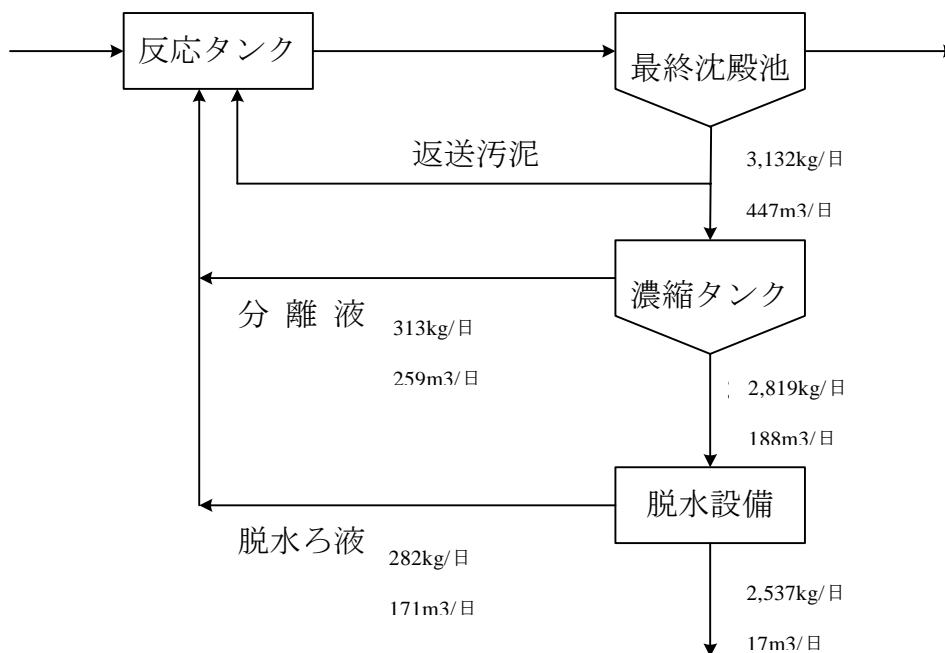 反応タンク
最終沈殿池
返送汚泥
3,132kg/日
447m3/日
濃縮タンク
分離液
313kg/日
259m3/日
2,819kg/日
188m3/日
脱水設備
脱水ろ液
282kg/日
171m3/日
2,537kg/日
17m3/日